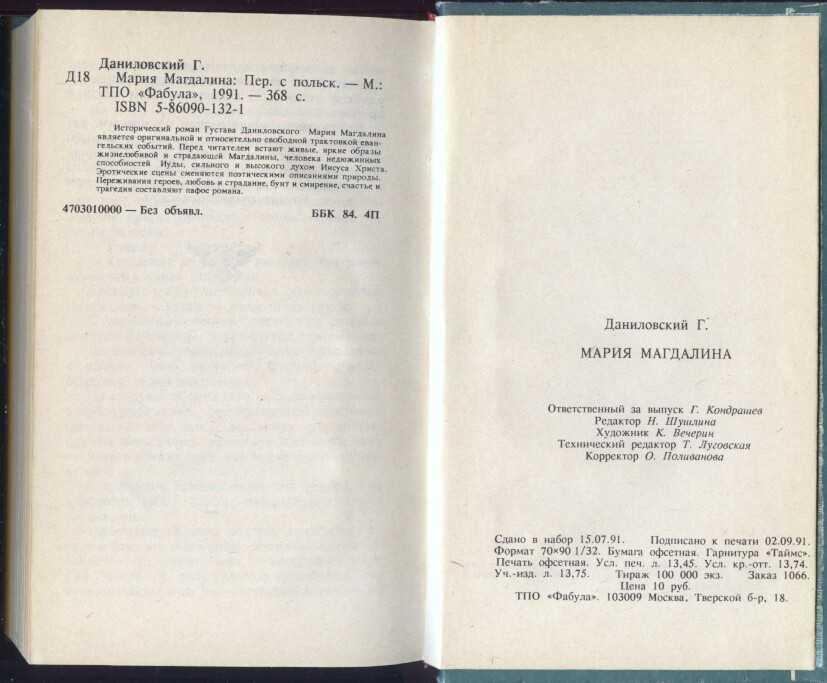 Даниловский Г.
Д18 Мария Магдалина: Пер. с польск. — М.:
ТПО «Фабула», 1991. — 368 с.
ISBN 5-86090-132-1
Исторический роман Густава Даниловского Мария Магдалина
является оригинальной и относительно свободной трактовкой еван-
гельских событий. Перед читателем встают живые, яркие образы
жизнелюбивой и страдающей Магдалины, человека недюжинных
способностей Иуды, сильного и высокого духом Иисуса Христа.
Эротические сцены сменяются поэтическими описаниями природы.
Переживания героев, любовь и страдание, бунт и смирение, счастье и
трагедия составляют пафос романа.
4703010000 — Без объявл. ББК 84. 4П
Даниловский Г.
МАРИЯ МАГДАЛИНА
Ответственный за выпуск Г. Кондрашев
Редактор Н. Шушлина
Художник К. Вечерин
Технический редактор Т. Луговская
Корректор О. Поливанова
Сдано в набор 15.07.91. Подписано к печати 02.09.91.
Формат 70×90 1/32. Бумага офсетная. Гарнитура «Таймс».
Печать офсетная. Усл. печ. л. 13,45. Усл. кр.-отт. 13,74.
Уч.-изд. л. 13,75. Тираж 100 000 экз. Заказ 1066.
Цена 10 руб.
ТПО «Фабула». 103009 Москва, Тверской б-р, 18.